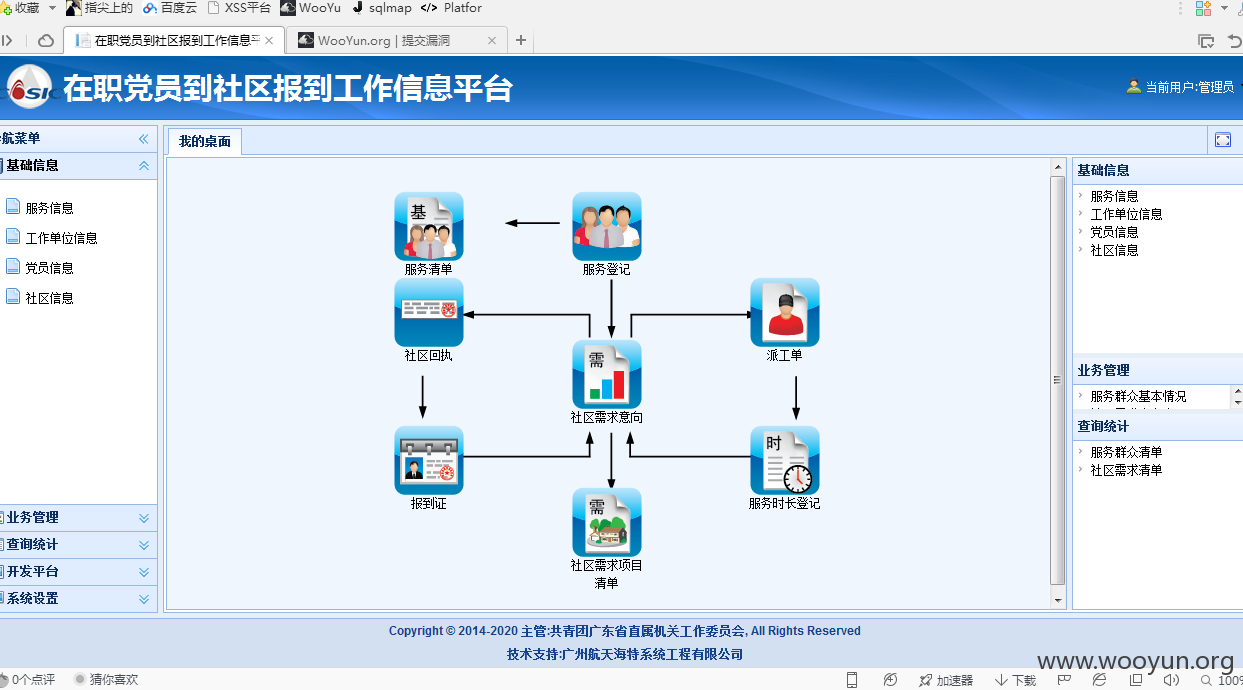 收藏 指尖上的 百度云 XSS平台 WooYu sqlmap </> Platfor
在职党员到社区报到工作信息平 × WooYun.org | 提交漏洞 × +
COSIC 在职党员到社区报到工作信息平台
当前用户:管理员
航菜单
我的桌面
基础信息
服务信息
工作单位信息
党员信息
社区信息
业务管理
查询统计
开发平台
系统设置
基
服务清单
服务登记
社区回执
派工单
需
社区需求意向
报到证
时
服务时长登记
需
社区需求项目
清单
基础信息
服务信息
工作单位信息
党员信息
社区信息
业务管理
服务群众基本情况
查询统计
服务群众清单
社区需求清单
Copyright © 2014-2020 主管:共青团广东省直属机关工作委员会, All Rights Reserved
技术支持:广州航天海特系统工程有限公司
www.wooyun.org
0个点评 猜你喜欢 加速器 下载 100%